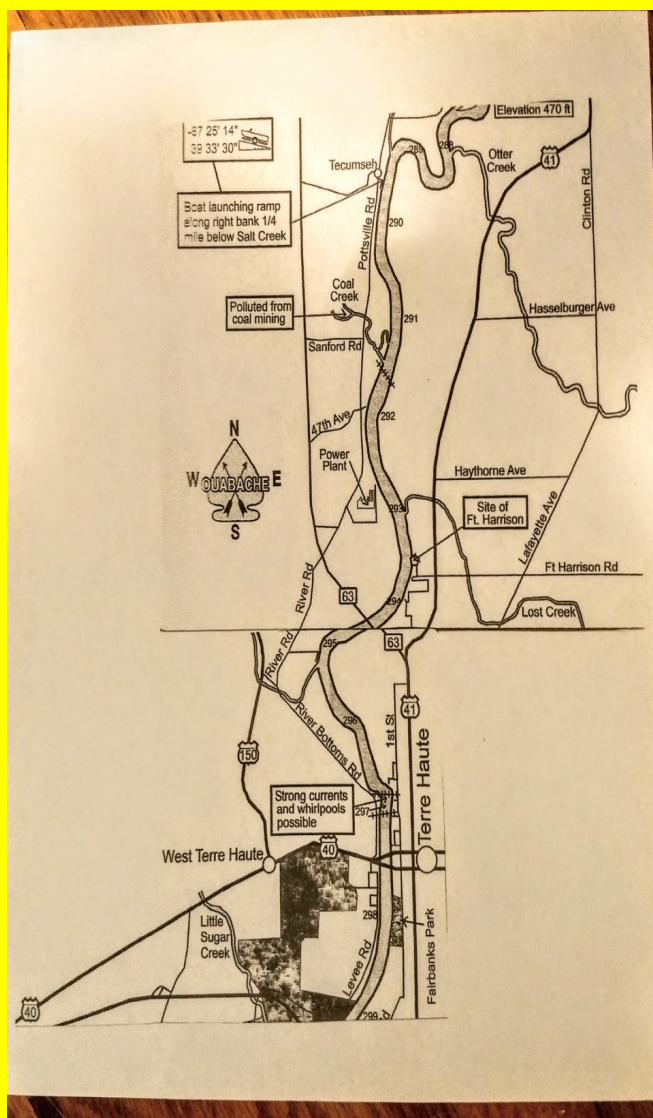 Elevation 470 ft
-87 25' 14"
39 33' 30"
289
288
Otter
Creek
41
Clinton Rd
Tecumseh
Boat launching ramp
along right bank 1/4
mile below Salt Creek
Pottsville Rd
290
Coal
Creek
Polluted from
coal mining
291
Hasselburger Ave
Sanford Rd
292
47th Ave
Power
Plant
N
W OUABACHE E
S
Haythorne Ave
Site of
Ft. Harrison
293
Lafayette Ave
Ft Harrison Rd
River Rd
63
294
Lost Creek
River Rd
295
63
River Bottoms Rd
296
1st St
41
150
Strong currents
and whirlpools
possible
297
Terre Haute
West Terre Haute
40
Little
Sugar
Creek
298
Levee Rd
Fairbanks Park
40
299